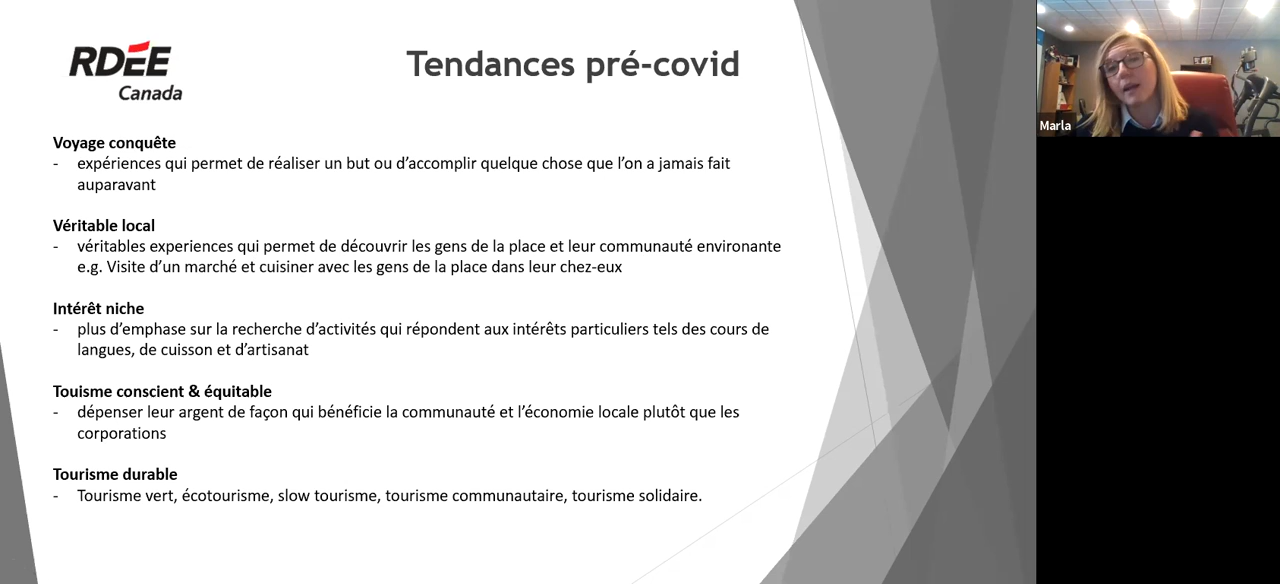 RDÉE
Canada
Tendances pré-covid
Voyage conquête
- expériences qui permet de réaliser un but ou d’accomplir quelque chose que l’on a jamais fait
auparavant
Véritable local
- véritables experiences qui permet de découvrir les gens de la place et leur communauté environante
e.g. Visite d’un marché et cuisiner avec les gens de la place dans leur chez-eux
Intérêt niche
- plus d’emphase sur la recherche d’activités qui répondent aux intérêts particuliers tels des cours de
langues, de cuisson et d’artisanat
Touisme conscient & équitable
- dépenser leur argent de façon qui bénéficie la communauté et l’économie locale plutôt que les
corporations
Tourisme durable
- Tourisme vert, écotourisme, slow tourisme, tourisme communautaire, tourisme solidaire.
Marla